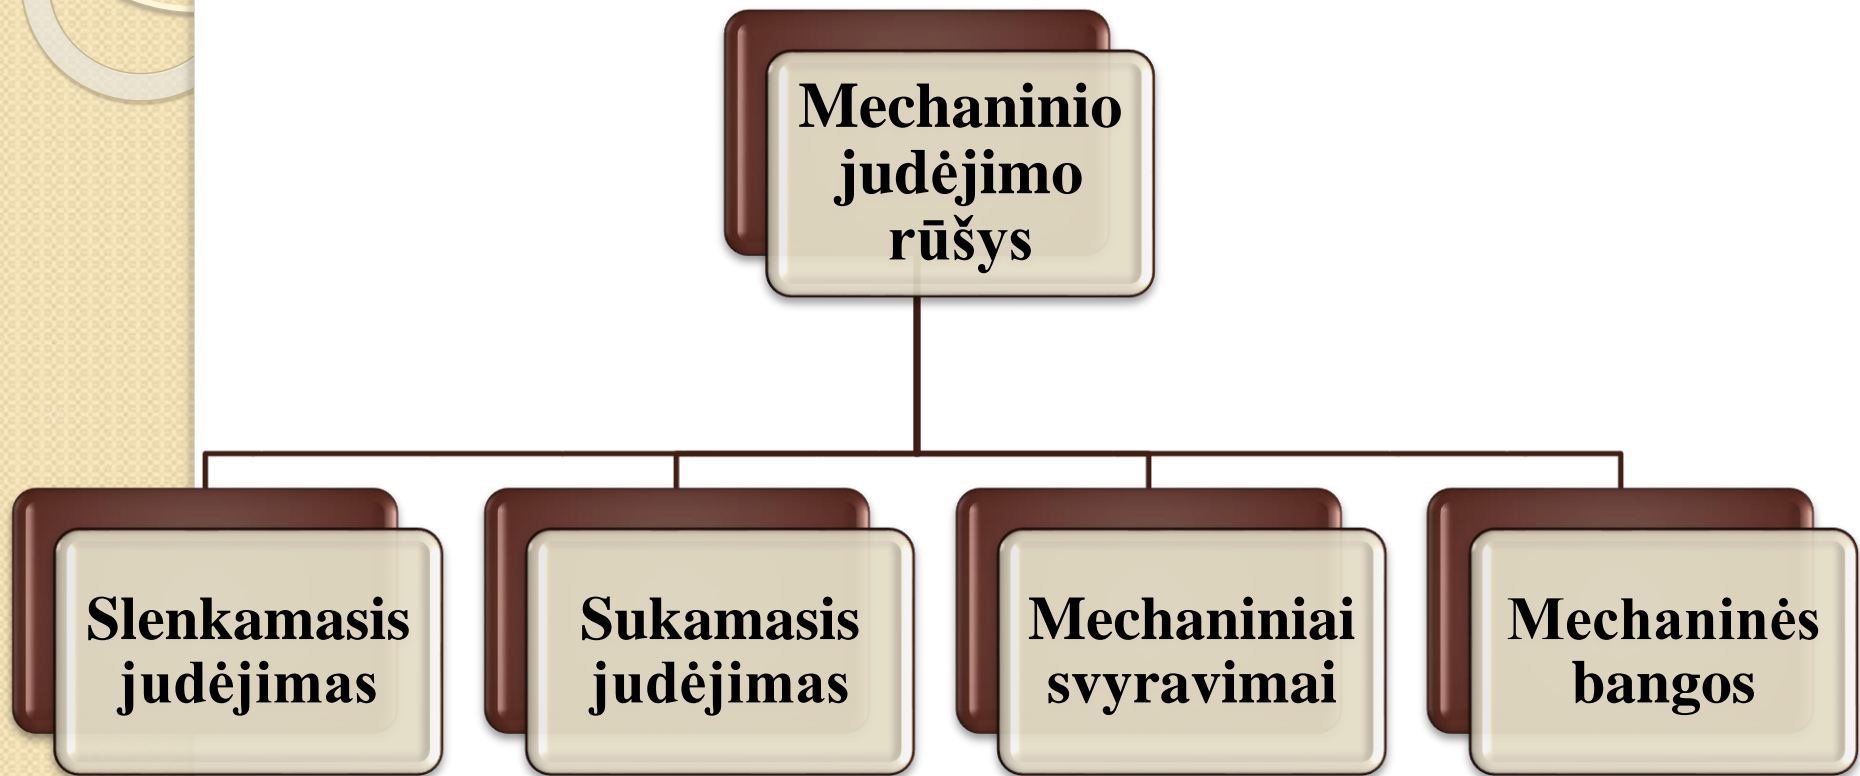 Mechaninio
judėjimo
rūšys
Slenkamasis
judėjimas
Sukamasis
judėjimas
Mechaniniai
svyravimai
Mechaninės
bangos